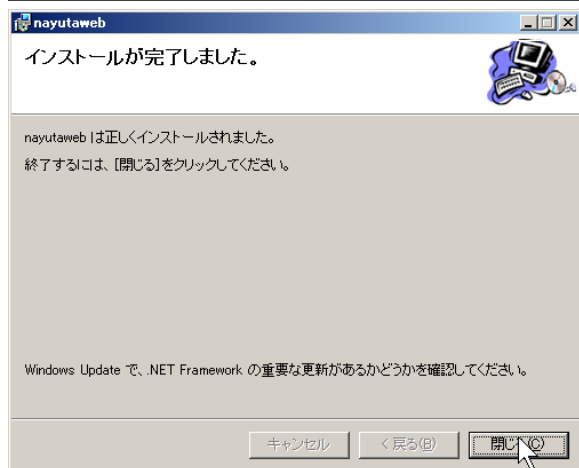 nayutaweb
インストールが完了しました。
nayutaweb は正しくインストールされました。
終了するには、[閉じる]をクリックしてください。
Windows Update で、.NET Framework の重要な更新があるかどうかを確認してください。
キャンセル
< 戻る(B)
閉じる(C)